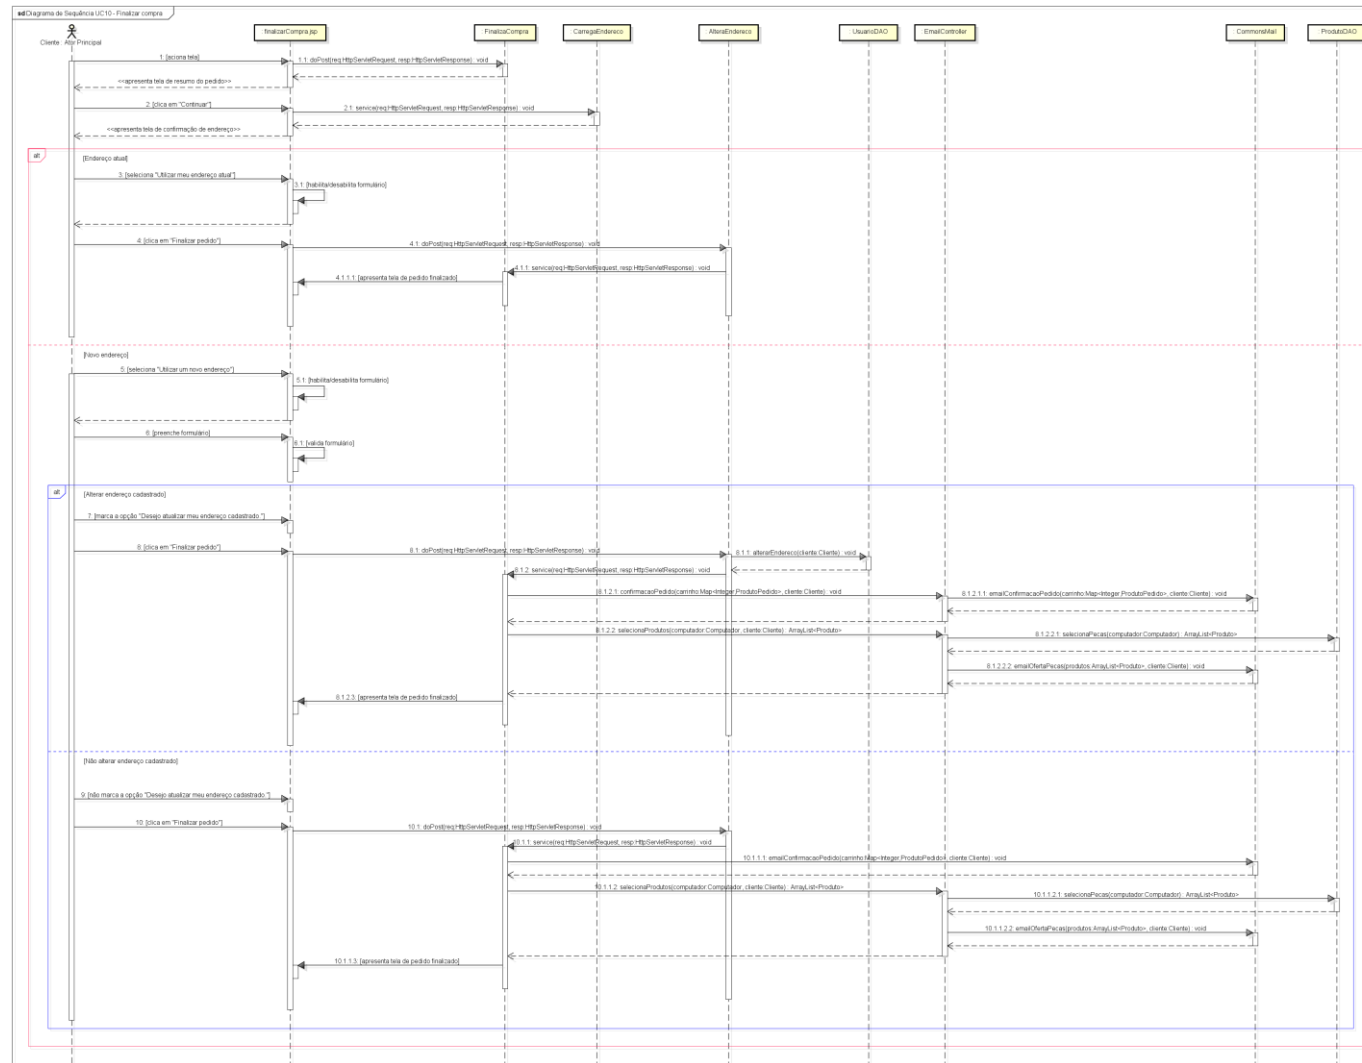 sd Diagrama de Sequência UC10 - Finalizar compra
Cliente : Ator Principal
finalizarCompra.jsp
FinalizaCompra
CarregaEndereco
AlteraEndereco
UsuarioDAO
EmailController
CommonsMail
ProdutoDAO
1: [aciona tela]
1.1: doPost(req:HttpServletRequest, resp:HttpServletResponse) : void
<<apresenta tela de resumo do pedido>>
2: [clica em "Continuar"]
2.1: service(req:HttpServletRequest, resp:HttpServletResponse) : void
<<apresenta tela de confirmação de endereço>>
alt
[Endereço atual]
3: [seleciona "Utilizar meu endereço atual"]
3.1: [habilita/desabilita formulário]
4: [clica em "Finalizar pedido"]
4.1: doPost(req:HttpServletRequest, resp:HttpServletResponse) : void
4.1.1: service(req:HttpServletRequest, resp:HttpServletResponse) : void
4.1.1.1: [apresenta tela de pedido finalizado]
[Novo endereço]
5: [seleciona "Utilizar um novo endereço"]
5.1: [habilita/desabilita formulário]
6: [preenche formulário]
6.1: [valida formulário]
alt
[Alterar endereço cadastrado]
7: [marca a opção "Desejo atualizar meu endereço cadastrado."]
8: [clica em "Finalizar pedido"]
8.1: doPost(req:HttpServletRequest, resp:HttpServletResponse) : void
8.1.1: alterarEndereco(cliente:Cliente) : void
8.1.2: service(req:HttpServletRequest, resp:HttpServletResponse) : void
8.1.2.1: confirmacaoPedido(carrinho:Map<Integer,ProdutoPedido>, cliente:Cliente) : void
8.1.2.1.1: emailConfirmacaoPedido(carrinho:Map<Integer,ProdutoPedido>, cliente:Cliente) : void
8.1.2.2: selecionaProdutos(computador:Computador, cliente:Cliente) : ArrayList<Produto>
8.1.2.2.1: selecionaPecas(computador:Computador) : ArrayList<Produto>
8.1.2.2.2: emailOfertaPecas(produtos:ArrayList<Produto>, cliente:Cliente) : void
8.1.2.3: [apresenta tela de pedido finalizado]
[Não alterar endereço cadastrado]
9: [não marca a opção "Desejo atualizar meu endereço cadastrado."]
10: [clica em "Finalizar pedido"]
10.1: doPost(req:HttpServletRequest, resp:HttpServletResponse) : void
10.1.1: service(req:HttpServletRequest, resp:HttpServletResponse) : void
10.1.1.1: emailConfirmacaoPedido(carrinho:Map<Integer,ProdutoPedido>, cliente:Cliente) : void
10.1.1.2: selecionaProdutos(computador:Computador, cliente:Cliente) : ArrayList<Produto>
10.1.1.2.1: selecionaPecas(computador:Computador) : ArrayList<Produto>
10.1.1.2.2: emailOfertaPecas(produtos:ArrayList<Produto>, cliente:Cliente) : void
10.1.1.3: [apresenta tela de pedido finalizado]